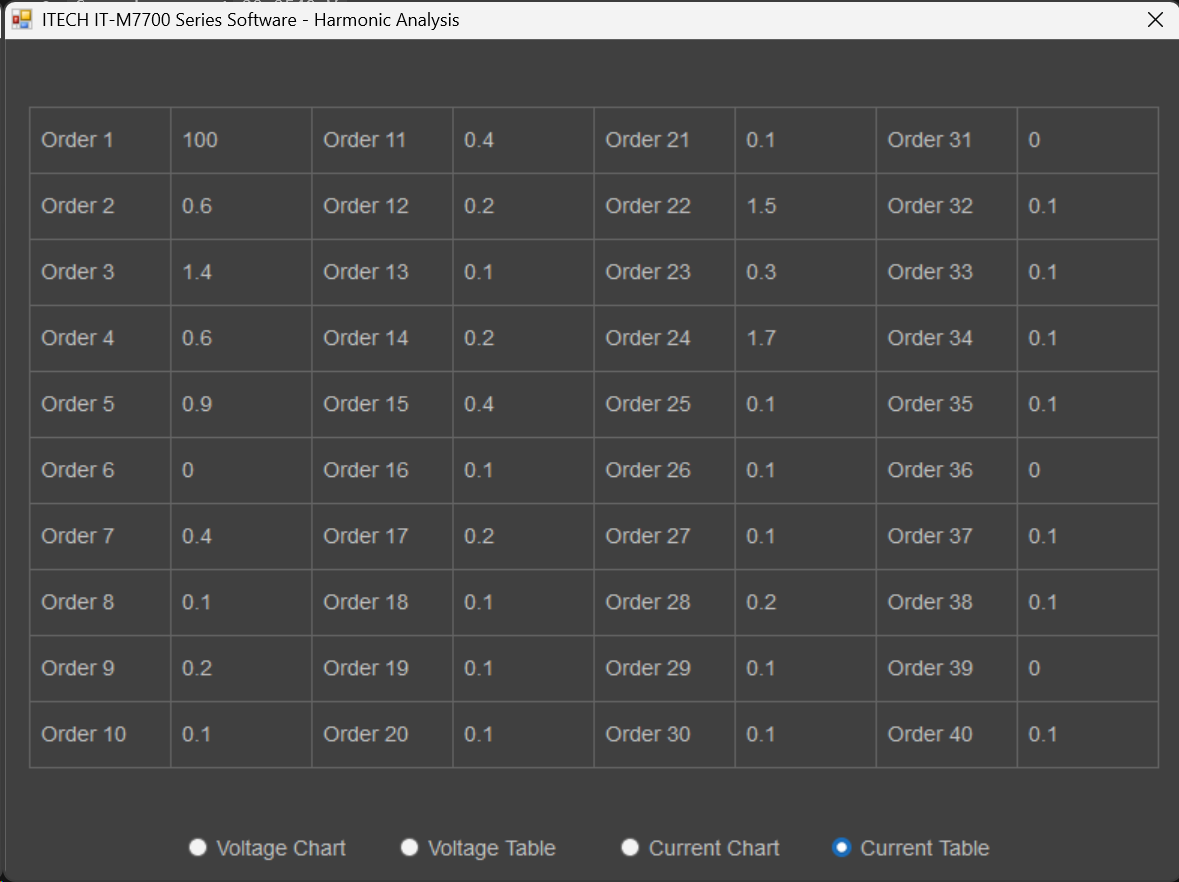 ITECH IT-M7700 Series Software - Harmonic Analysis
Order 1 100 Order 11 0.4 Order 21 0.1 Order 31 0
Order 2 0.6 Order 12 0.2 Order 22 1.5 Order 32 0.1
Order 3 1.4 Order 13 0.1 Order 23 0.3 Order 33 0.1
Order 4 0.6 Order 14 0.2 Order 24 1.7 Order 34 0.1
Order 5 0.9 Order 15 0.4 Order 25 0.1 Order 35 0.1
Order 6 0 Order 16 0.1 Order 26 0.1 Order 36 0
Order 7 0.4 Order 17 0.2 Order 27 0.1 Order 37 0.1
Order 8 0.1 Order 18 0.1 Order 28 0.2 Order 38 0.1
Order 9 0.2 Order 19 0.1 Order 29 0.1 Order 39 0
Order 10 0.1 Order 20 0.1 Order 30 0.1 Order 40 0.1
Voltage Chart Voltage Table Current Chart Current Table